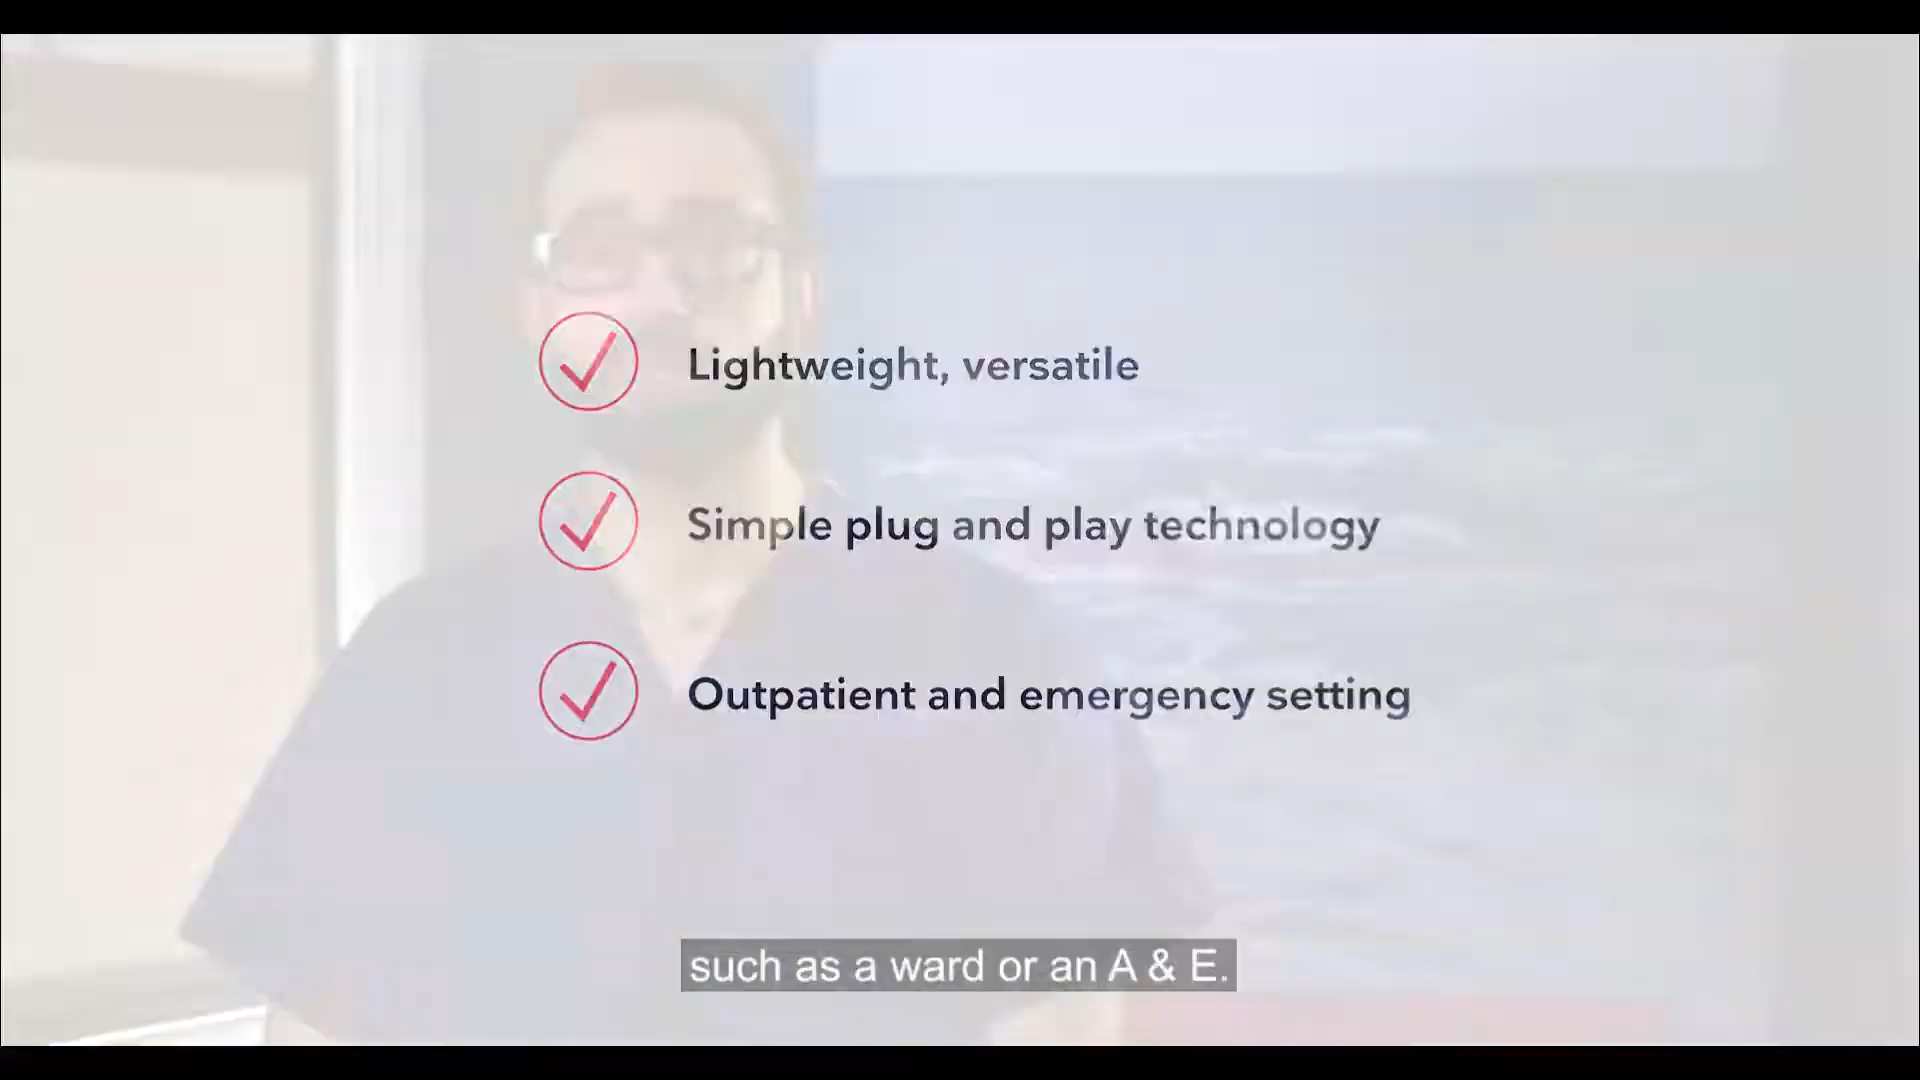 Lightweight, versatile
Simple plug and play technology
Outpatient and emergency setting
such as a ward or an A & E.